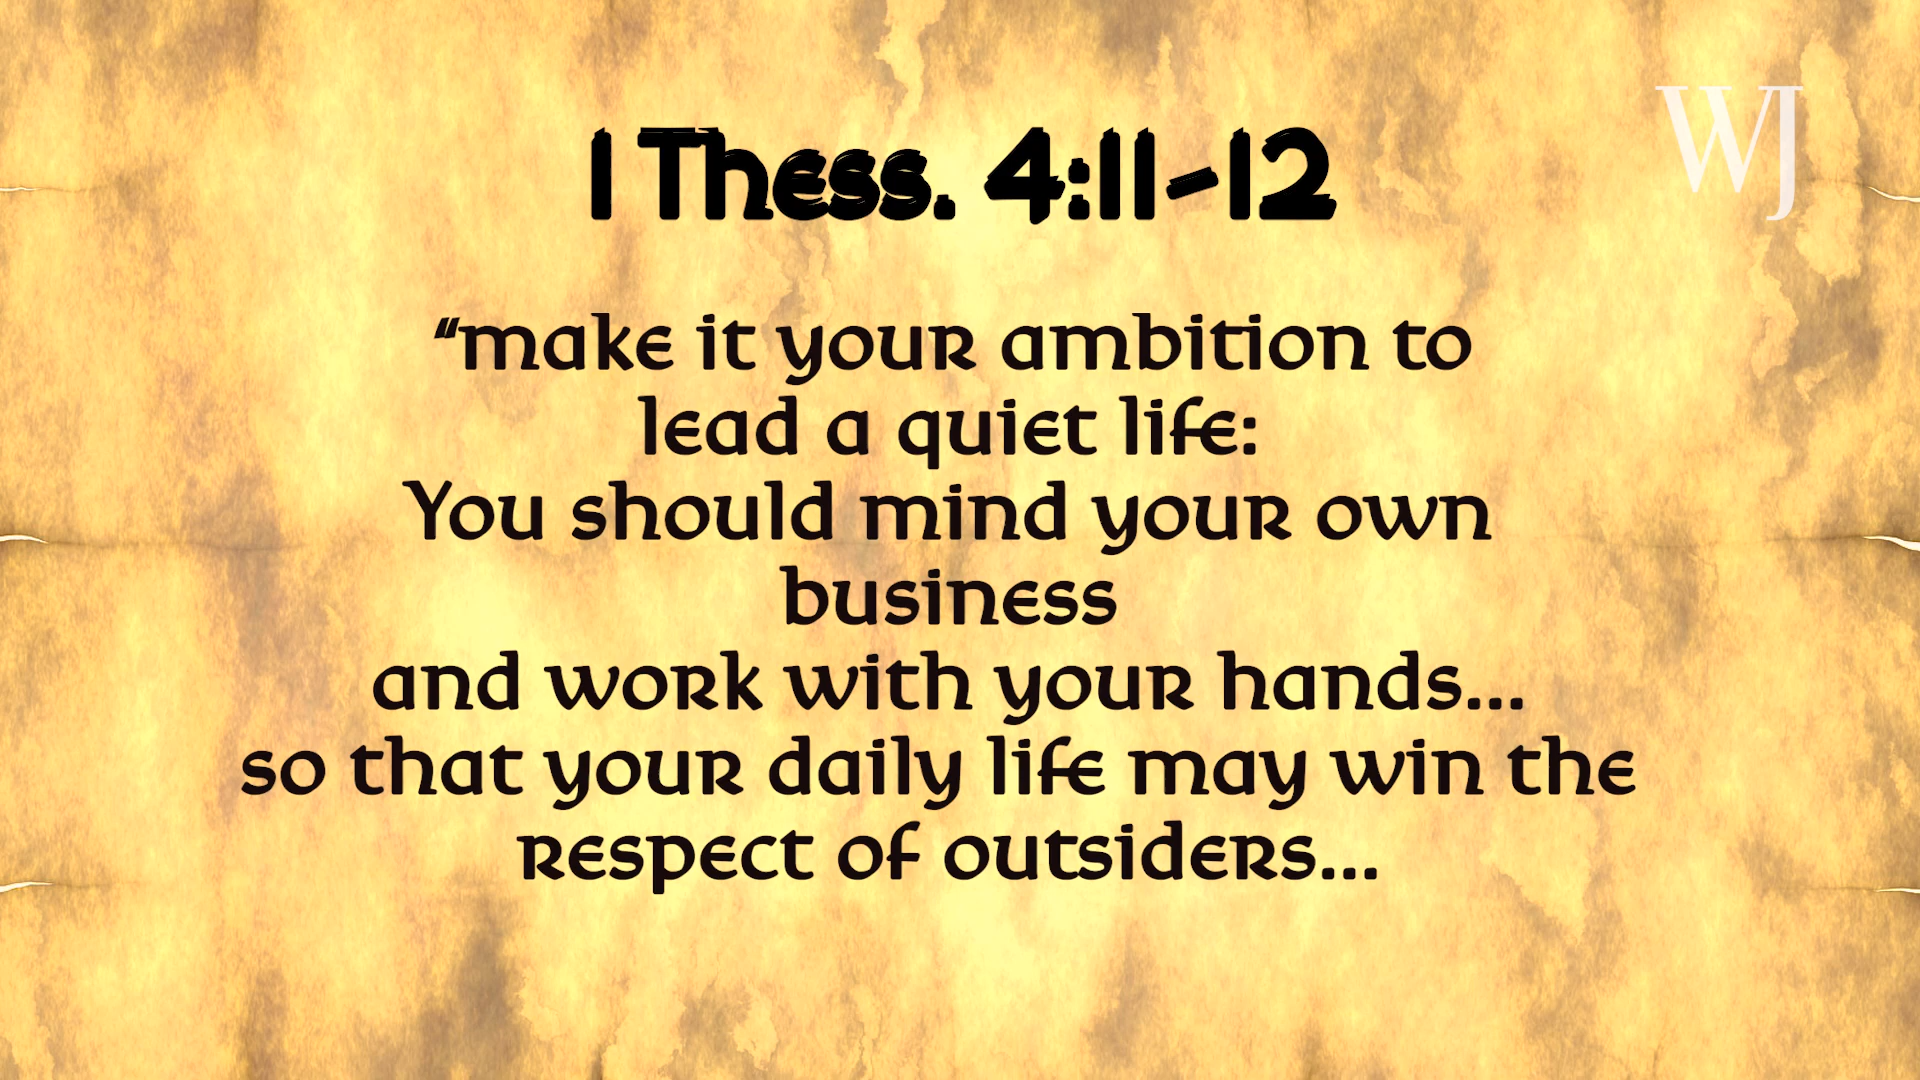 WJ
1 Thess. 4:11-12
“make it your ambition to
lead a quiet life:
You should mind your own
business
and work with your hands...
so that your daily life may win the
respect of outsiders...